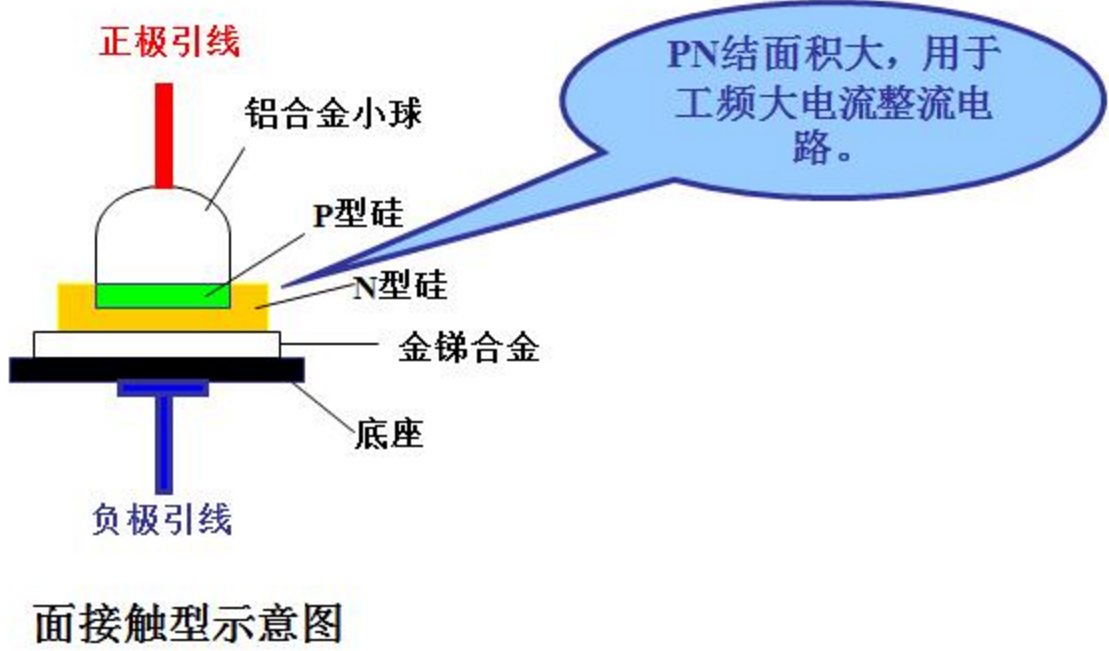 正极引线
铝合金小球
PN结面积大，用于
工频大电流整流电
路。
P型硅
N型硅
金锑合金
底座
负极引线
面接触型示意图